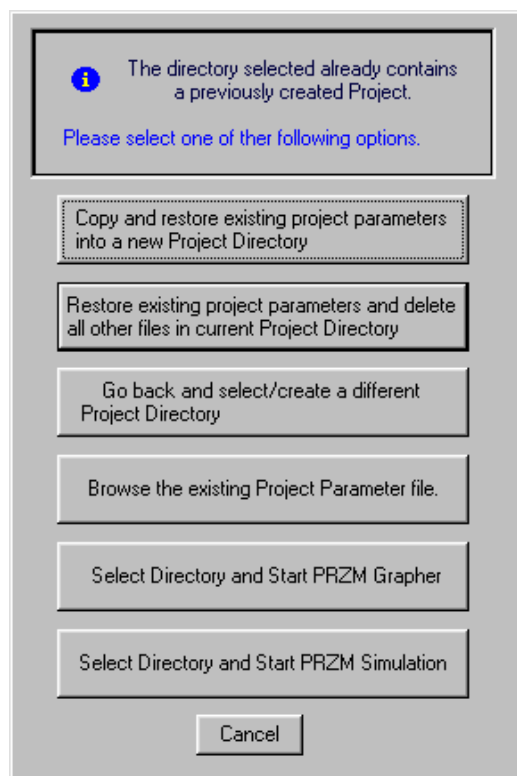 The directory selected already contains
a previously created Project.
Please select one of ther following options.
Copy and restore existing project parameters
into a new Project Directory
Restore existing project parameters and delete
all other files in current Project Directory
Go back and select/create a different
Project Directory
Browse the existing Project Parameter file.
Select Directory and Start PRZM Grapher
Select Directory and Start PRZM Simulation
Cancel